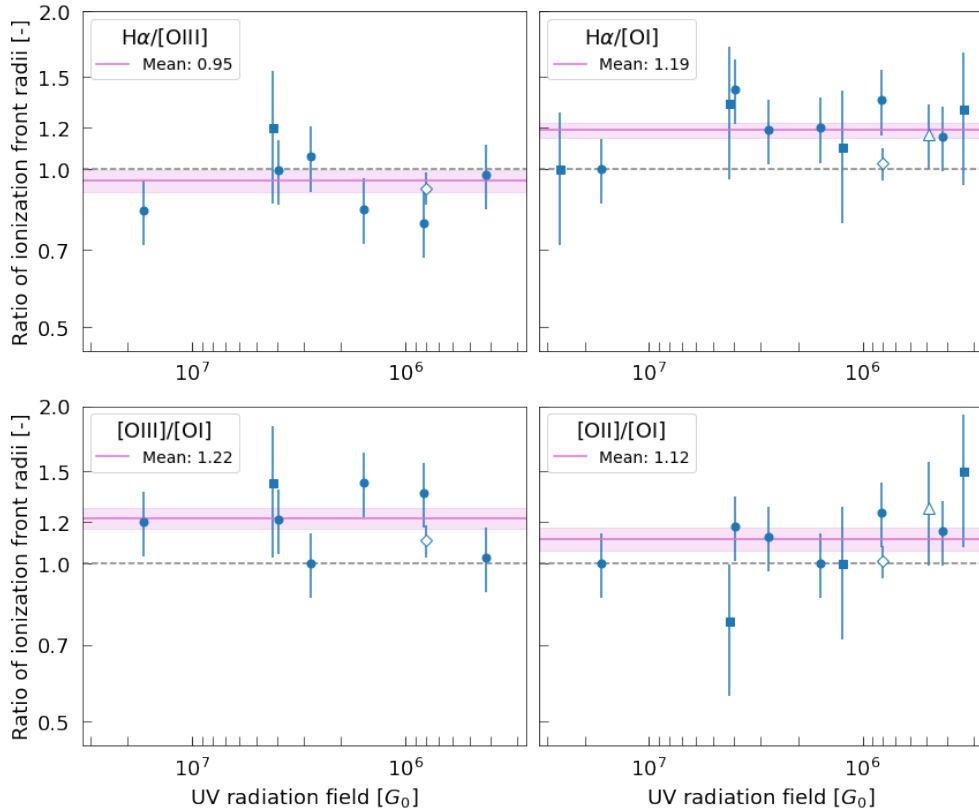 2.0
1.5
1.2
1.0
0.7
0.5
Ratio of ionization front radii [-]
Hα/[OIII]
Mean: 0.95
10⁷
10⁶
Hα/[OI]
Mean: 1.19
10⁷
10⁶
2.0
1.5
1.2
1.0
0.7
0.5
Ratio of ionization front radii [-]
[OIII]/[OI]
Mean: 1.22
10⁷
10⁶
UV radiation field [G₀]
[OII]/[OI]
Mean: 1.12
10⁷
10⁶
UV radiation field [G₀]